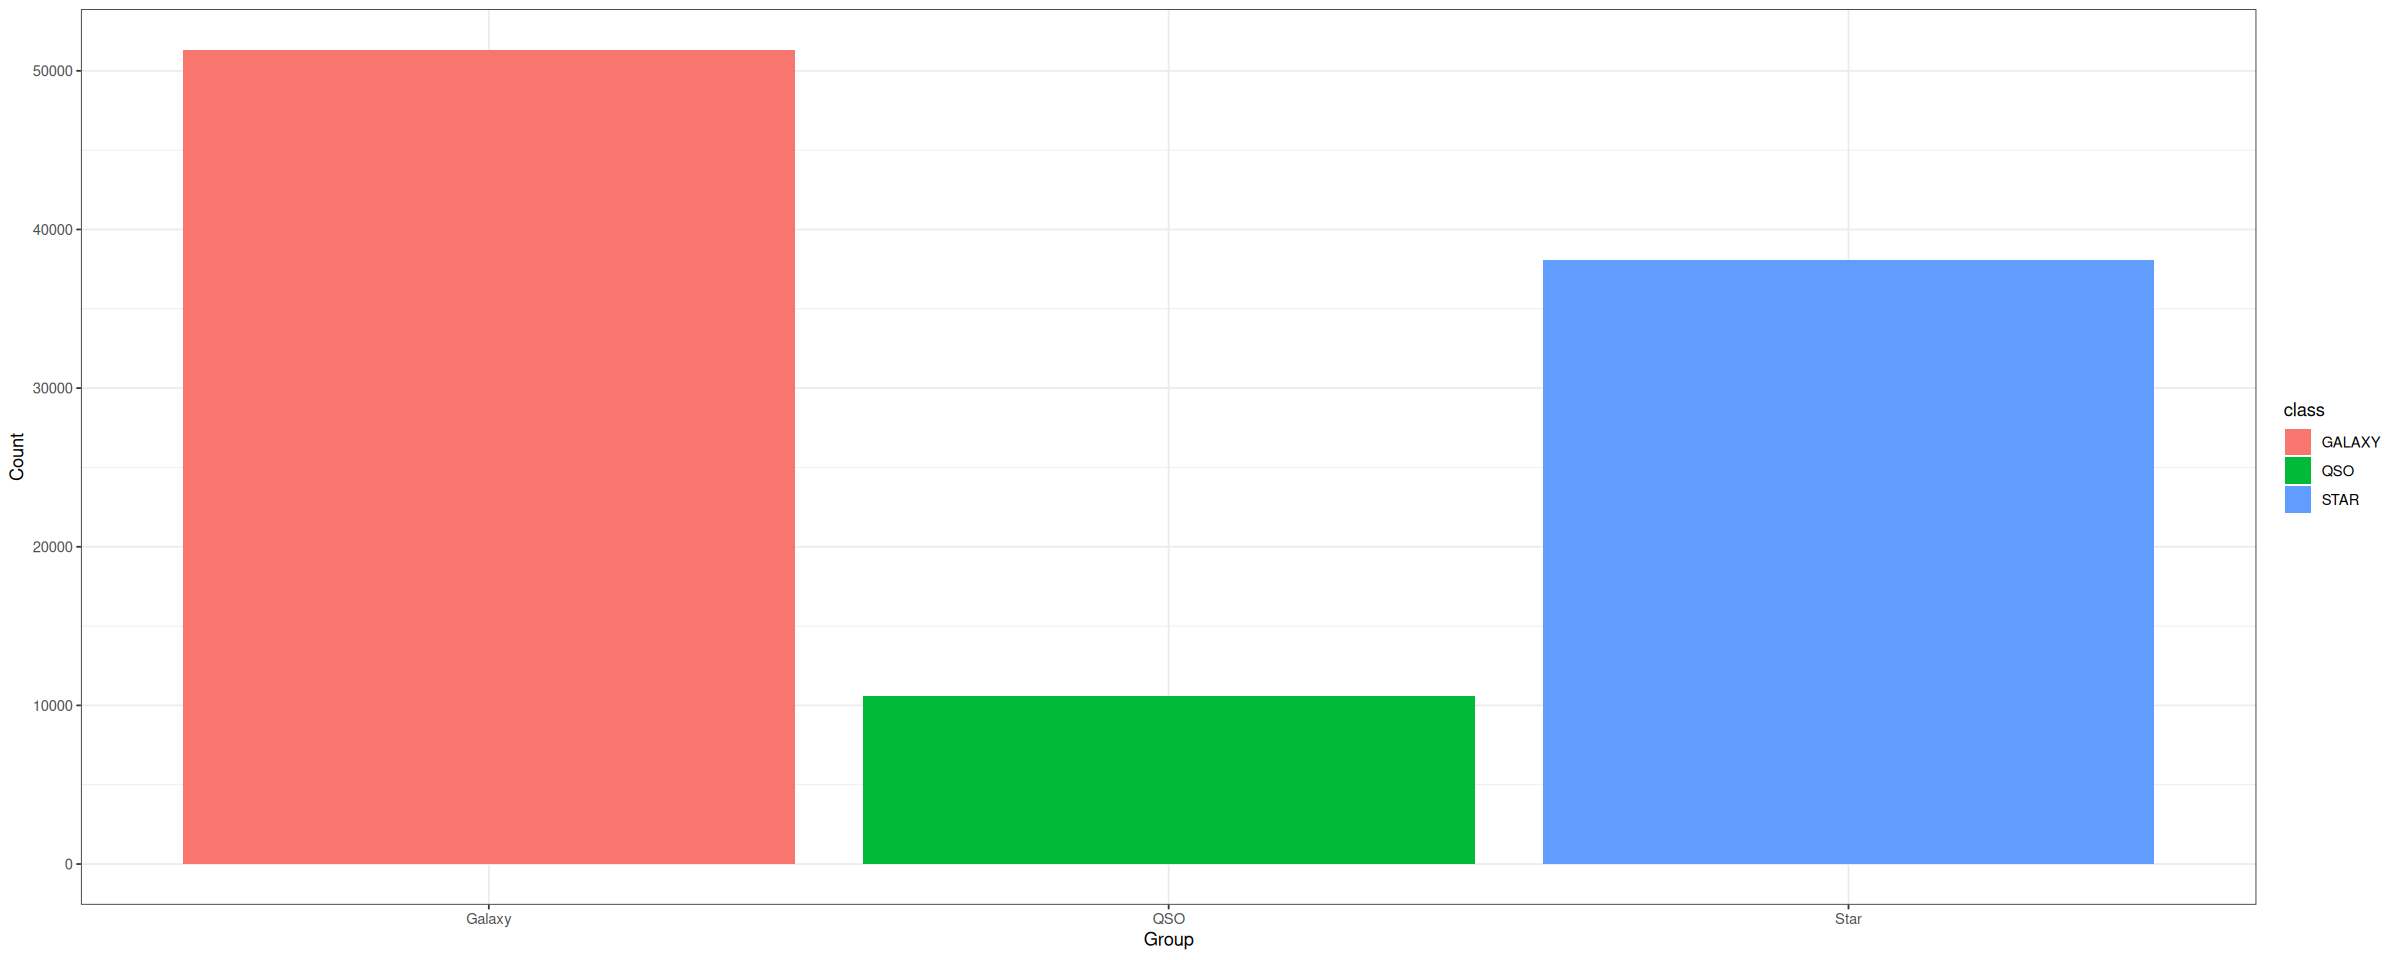 50000
40000
30000
20000
10000
0
Count
Galaxy
QSO
Star
Group
class
GALAXY
QSO
STAR